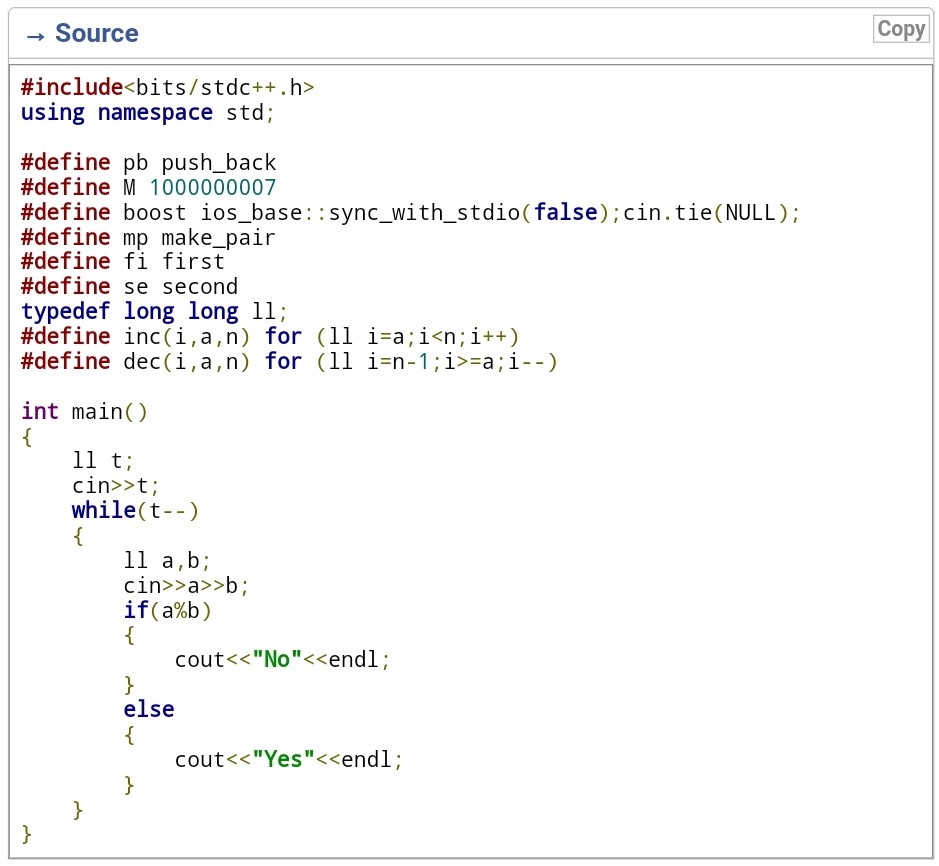 → Source
Copy
#include<bits/stdc++.h>
using namespace std;

#define pb push_back
#define M 1000000007
#define boost ios_base::sync_with_stdio(false);cin.tie(NULL);
#define mp make_pair
#define fi first
#define se second
typedef long long ll;
#define inc(i,a,n) for (ll i=a;i<n;i++)
#define dec(i,a,n) for (ll i=n-1;i>=a;i--)

int main()
{
    ll t;
    cin>>t;
    while(t--)
    {
        ll a,b;
        cin>>a>>b;
        if(a%b)
        {
            cout<<"No"<<endl;
        }
        else
        {
            cout<<"Yes"<<endl;
        }
    }
}